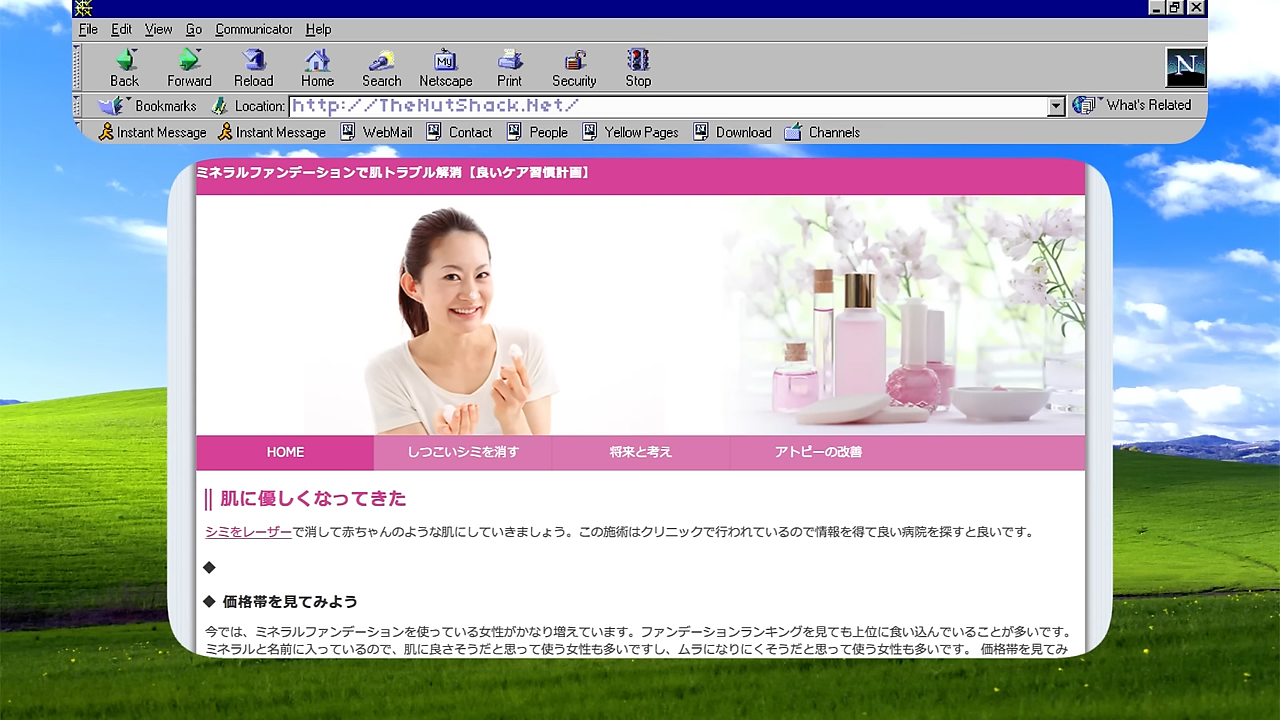 File Edit View Go Communicator Help
Back Forward Reload Home Search My Netscape Print Security Stop
N
Bookmarks Location: http://TheNutShack.Net/ What's Related
Instant Message Instant Message WebMail Contact People Yellow Pages Download Channels
ミネラルファンデーションで肌トラブル解消【良いケア習慣計画】
HOME しつこいシミを消す 将来と考え アトピーの改善
肌に優しくなってきた
シミをレーザーで消して赤ちゃんのような肌にしていきましょう。この施術はクリニックで行われているので情報を得て良い病院を探すと良いです。
◆
◆ 価格帯を見てみよう
今では、ミネラルファンデーションを使っている女性がかなり増えています。ファンデーションランキングを見ても上位に食い込んでいることが多いです。
ミネラルと名前に入っているので、肌に良さそうだと思って使う女性も多いですし、ムラになりにくそうだと思って使う女性も多いです。 価格帯を見てみ